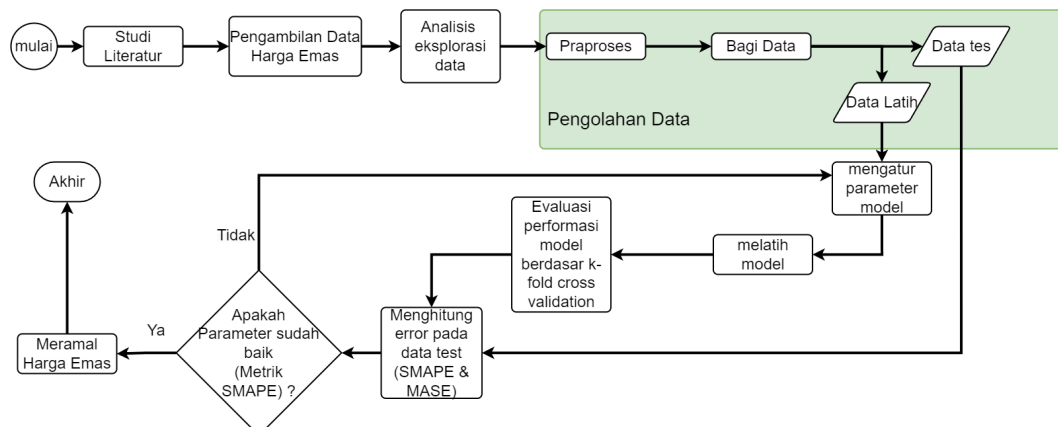 mulai
Studi
Literatur
Pengambilan Data
Harga Emas
Analisis
eksplorasi
data
Praproses
Bagi Data
Data tes
Data Latih
Pengolahan Data
mengatur
parameter
model
melatih
model
Evaluasi
performasi
model
berdasar k-
fold cross
validation
Menghitung
error pada
data test
(SMAPE &
MASE)
Apakah
Parameter sudah
baik
(Metrik
SMAPE) ?
Tidak
Ya
Meramal
Harga Emas
Akhir